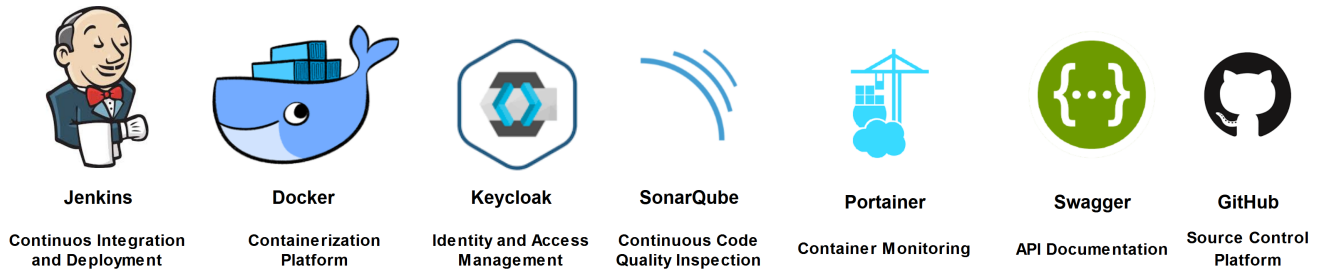 Jenkins
Continuos Integration
and Deployment
Docker
Containerization
Platform
Keycloak
Identity and Access
Management
SonarQube
Continuous Code
Quality Inspection
Portainer
Container Monitoring
{...}
Swagger
API Documentation
GitHub
Source Control
Platform